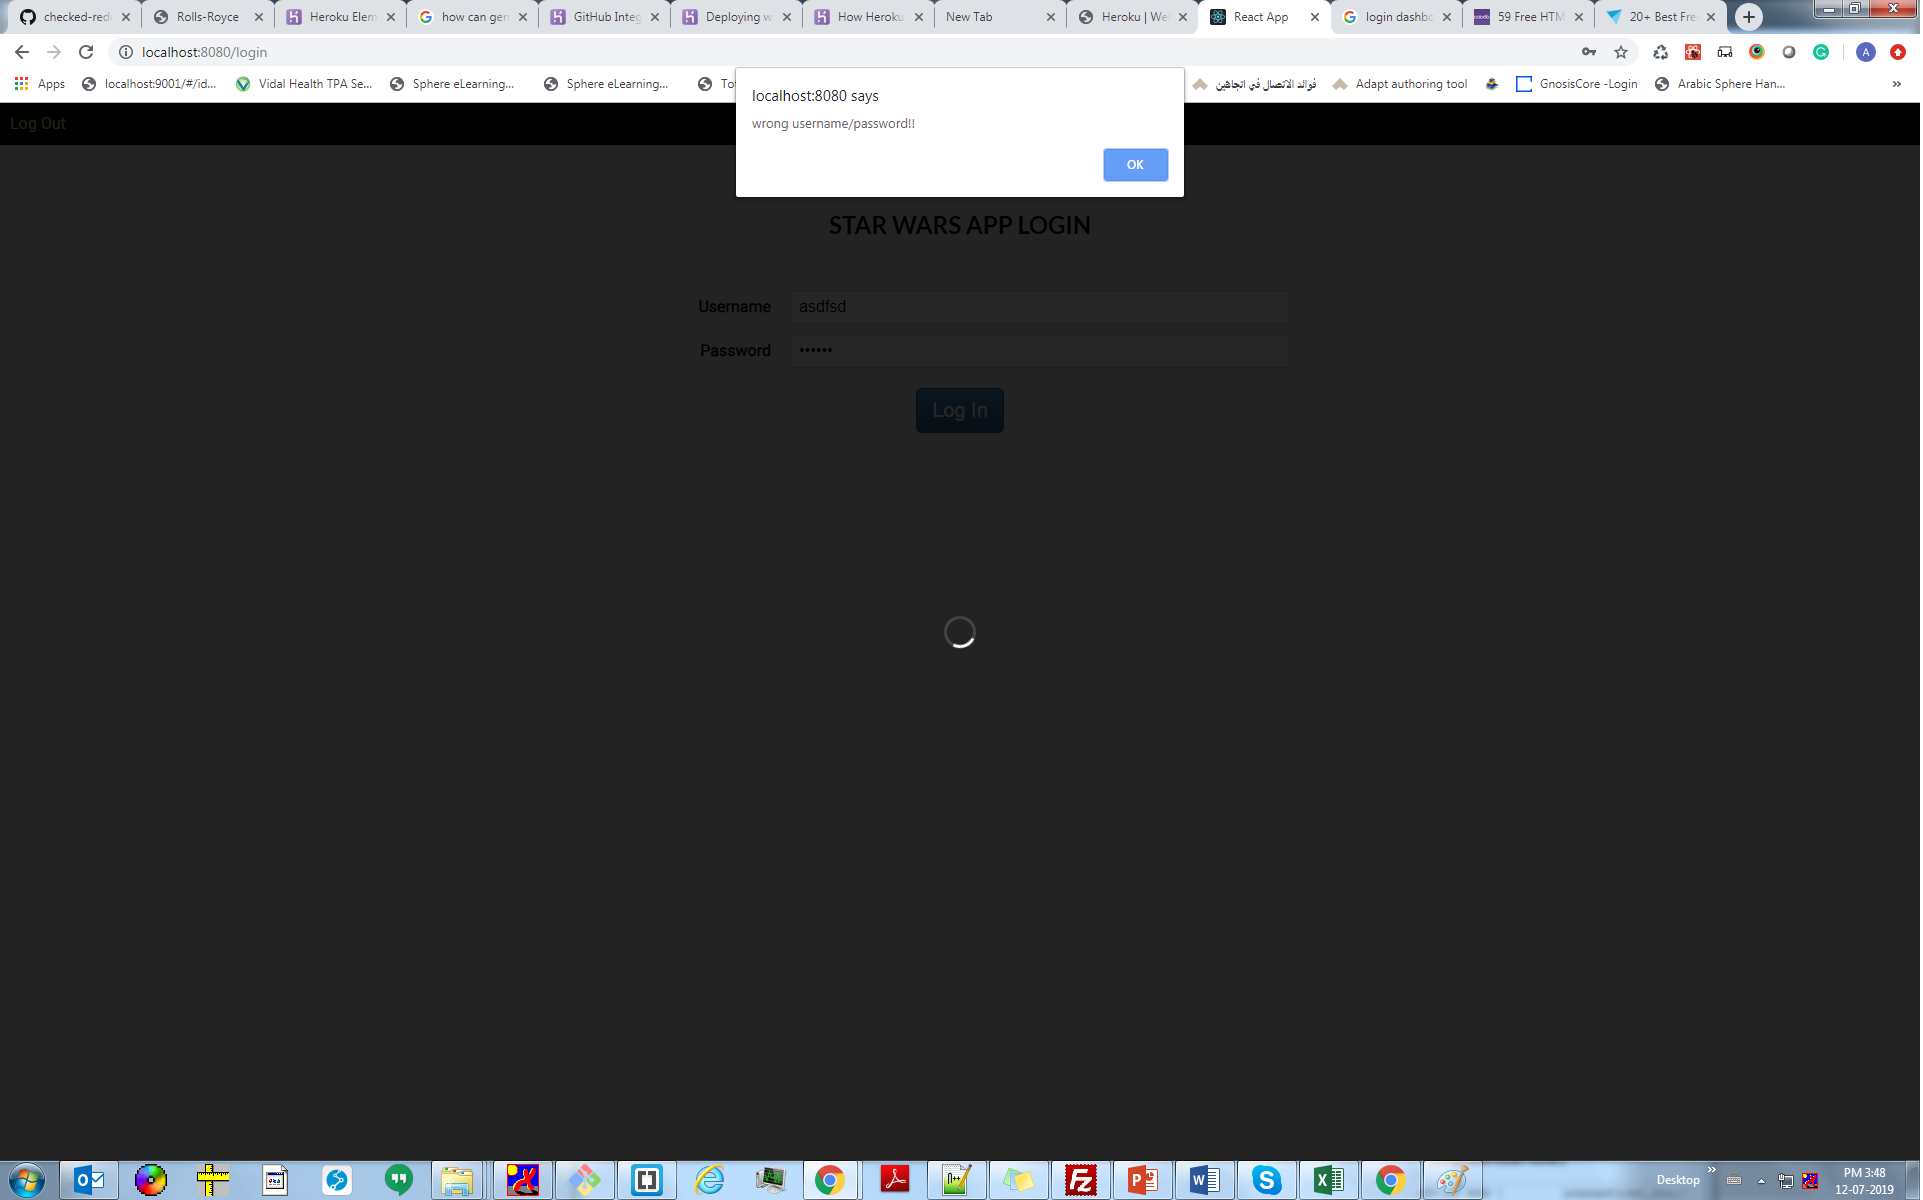 checked-red
Rolls-Royce
Heroku Elem
how can gen
GitHub Integ
Deploying w
How Heroku
New Tab
Heroku | We
React App
login dashbo
59 Free HTM
20+ Best Fre
localhost:8080/login
A
Apps
localhost:9001/#/id...
Vidal Health TPA Se...
Sphere eLearning...
Sphere eLearning...
فوائد الاتصال في اتجاهين
Adapt authoring tool
GnosisCore -Login
Arabic Sphere Han...
»
localhost:8080 says
wrong username/password!!
OK
Log Out
STAR WARS APP LOGIN
Username
asdfsd
Password
••••••
Log In
Desktop
»
PM 3:48
12-07-2019